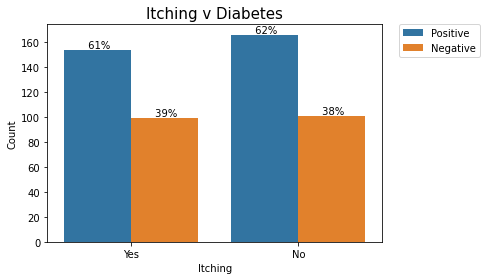 Itching v Diabetes
Positive
Negative
160
140
120
100
80
60
40
20
0
Count
61%
39%
62%
38%
Yes
No
Itching